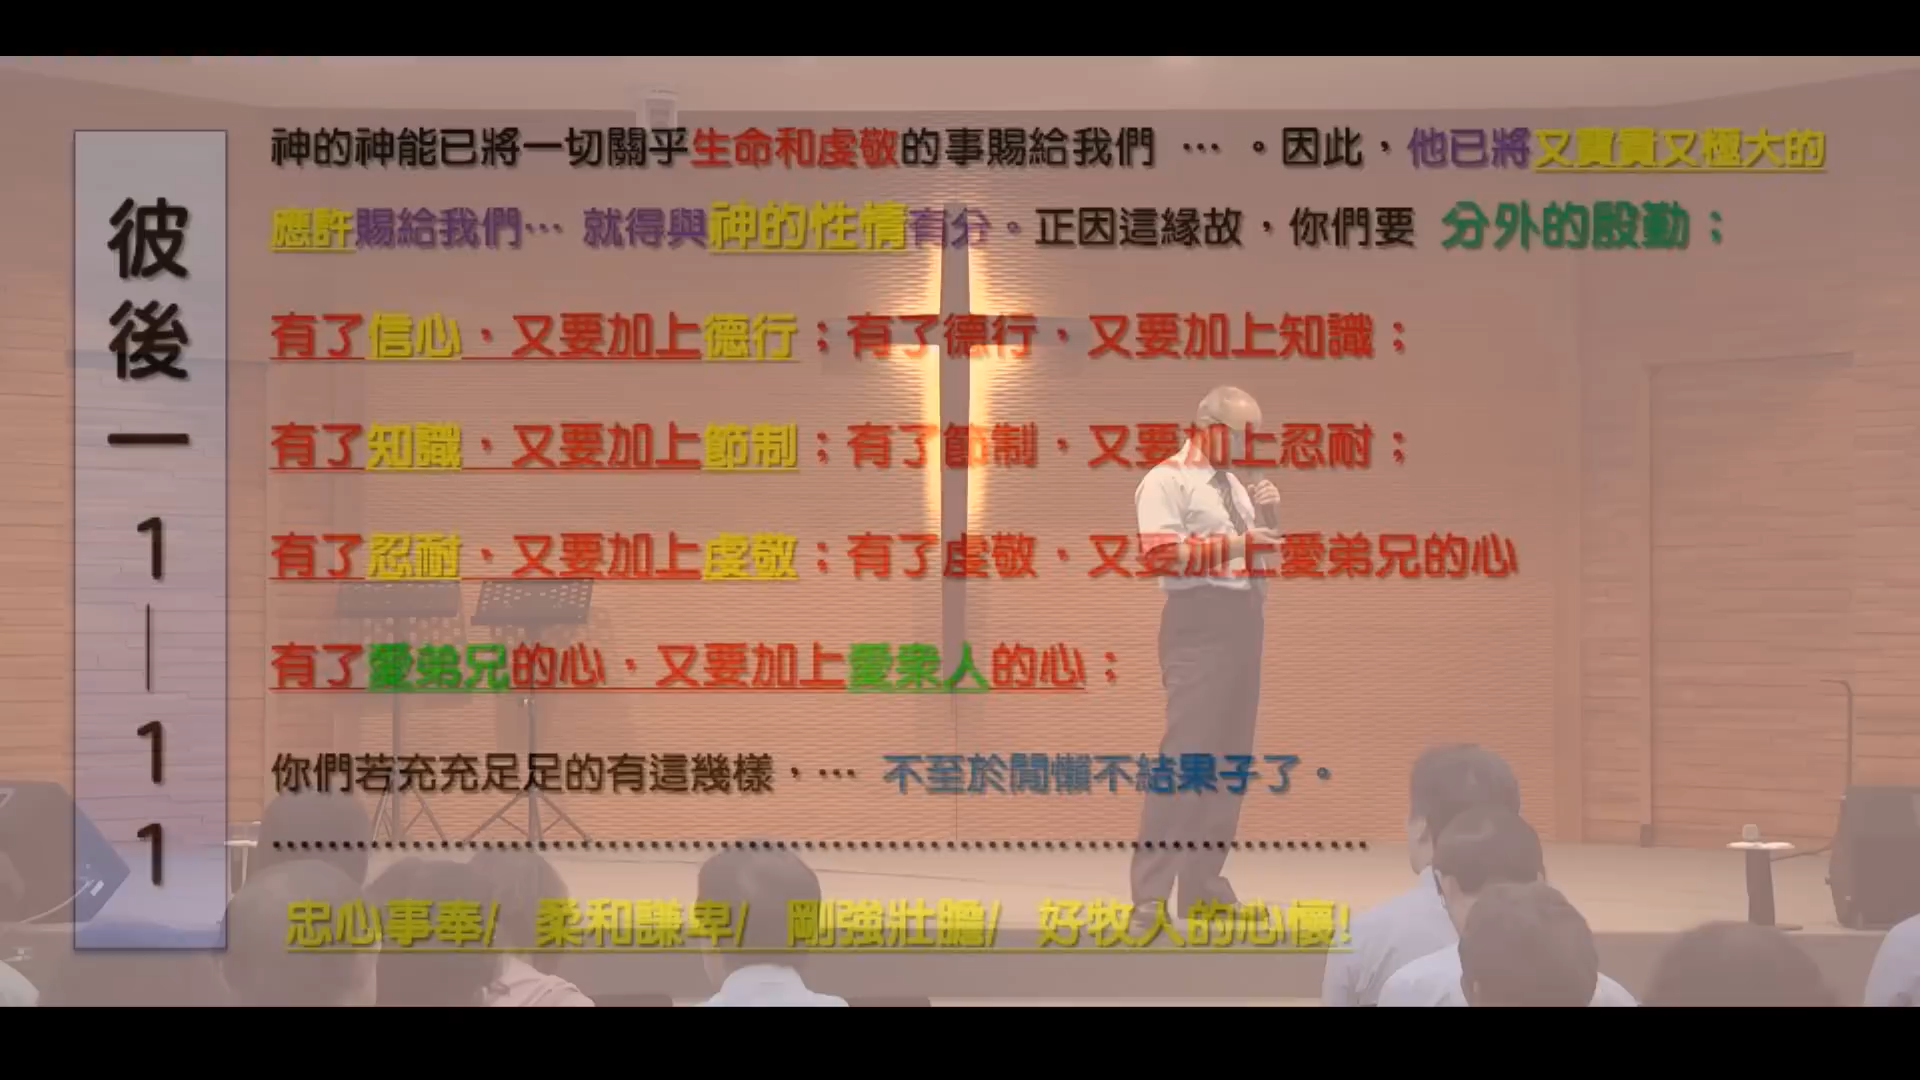 彼後一1—111
神的神能已將一切關乎生命和虔敬的事賜給我們 … 。因此，他已將又寶貴又極大的
應許賜給我們… 就得與神的性情有分。正因這緣故，你們要 分外的殷勤；
有了信心，又要加上德行；有了德行，又要加上知識；
有了知識，又要加上節制；有了節制，又要加上忍耐；
有了忍耐，又要加上虔敬；有了虔敬，又要加上愛弟兄的心
有了愛弟兄的心，又要加上愛衆人的心；
你們若充充足足的有這幾樣，… 不至於閒懶不結果子了。
忠心事奉/ 柔和謙卑/ 剛強壯膽/ 好牧人的心懷!